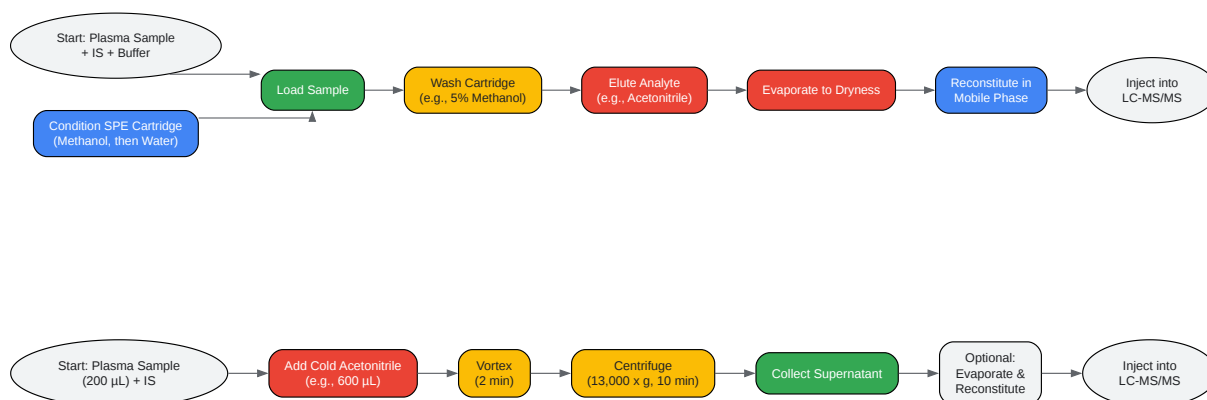 Start: Plasma Sample
+ IS + Buffer
Condition SPE Cartridge
(Methanol, then Water)
Load Sample
Wash Cartridge
(e.g., 5% Methanol)
Elute Analyte
(e.g., Acetonitrile)
Evaporate to Dryness
Reconstitute in
Mobile Phase
Inject into
LC-MS/MS
Start: Plasma Sample
(200 µL) + IS
Add Cold Acetonitrile
(e.g., 600 µL)
Vortex
(2 min)
Centrifuge
(13,000 x g, 10 min)
Collect Supernatant
Optional:
Evaporate &
Reconstitute
Inject into
LC-MS/MS